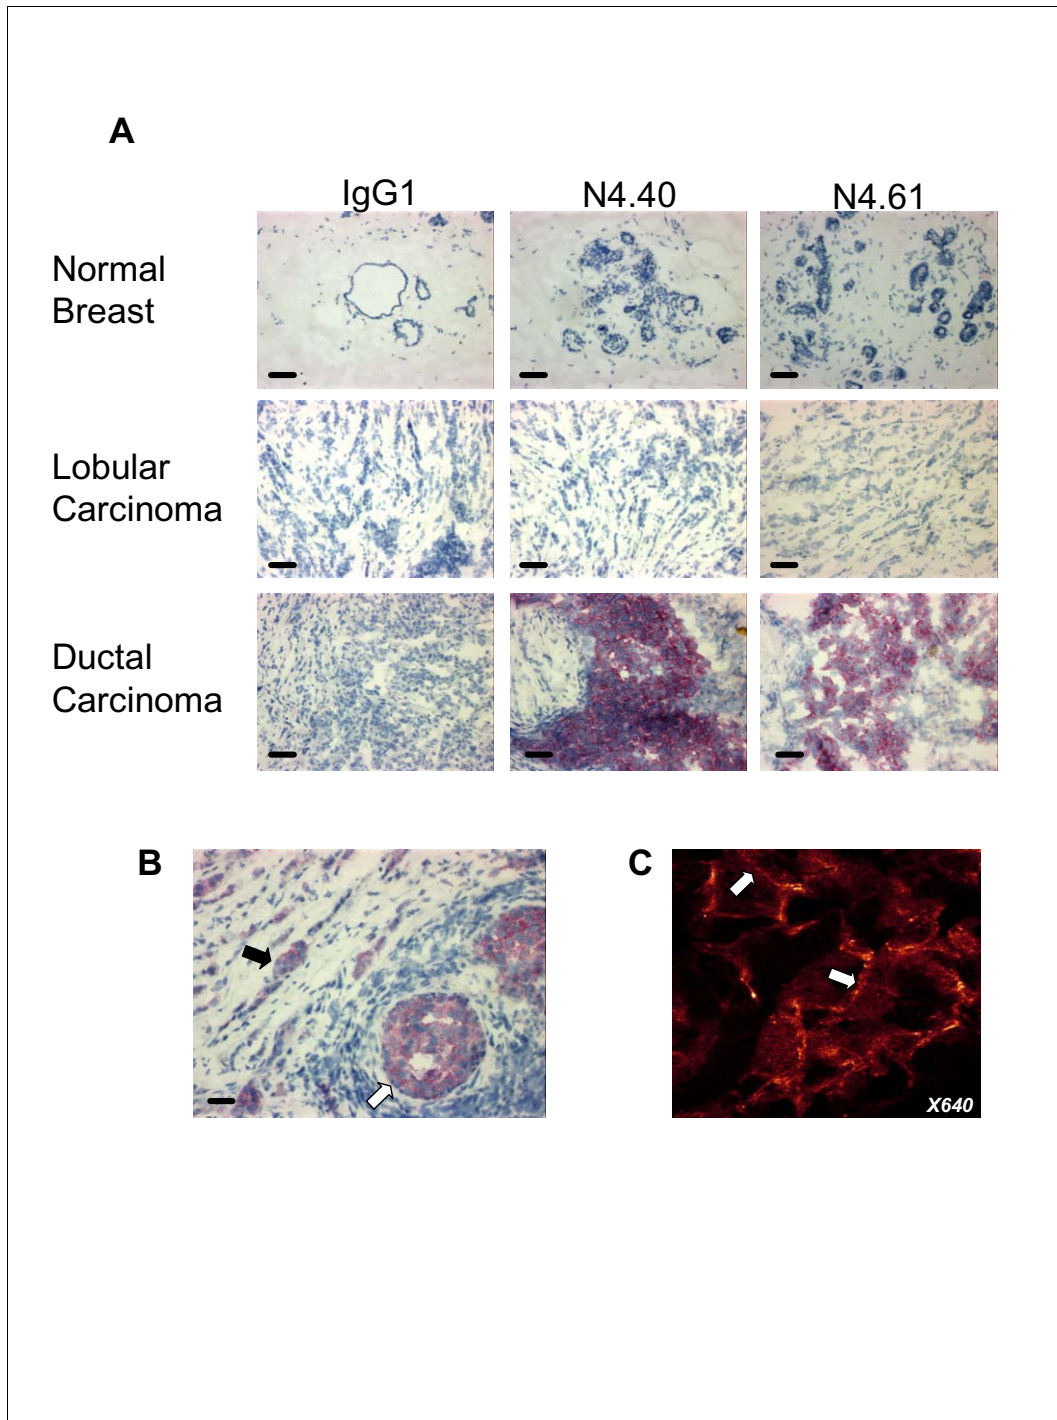 A
IgG1
N4.40
N4.61
Normal
Breast
Lobular
Carcinoma
Ductal
Carcinoma
B
C
X640